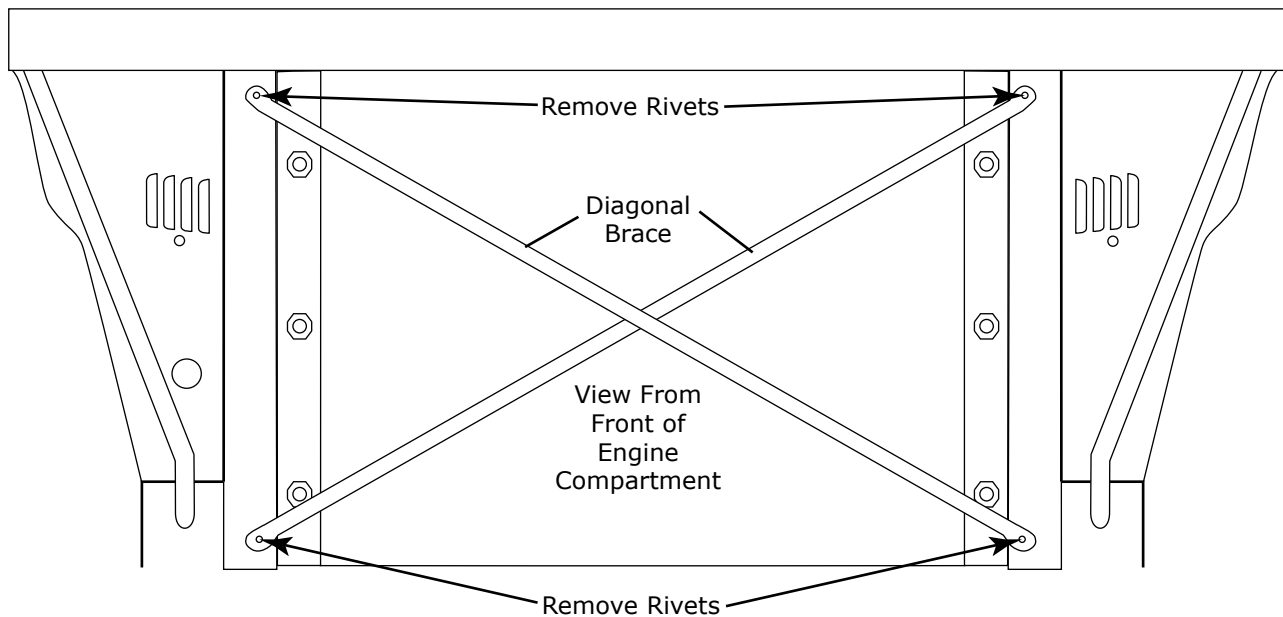 Remove Rivets
Diagonal
Brace
View From
Front of
Engine
Compartment
Remove Rivets